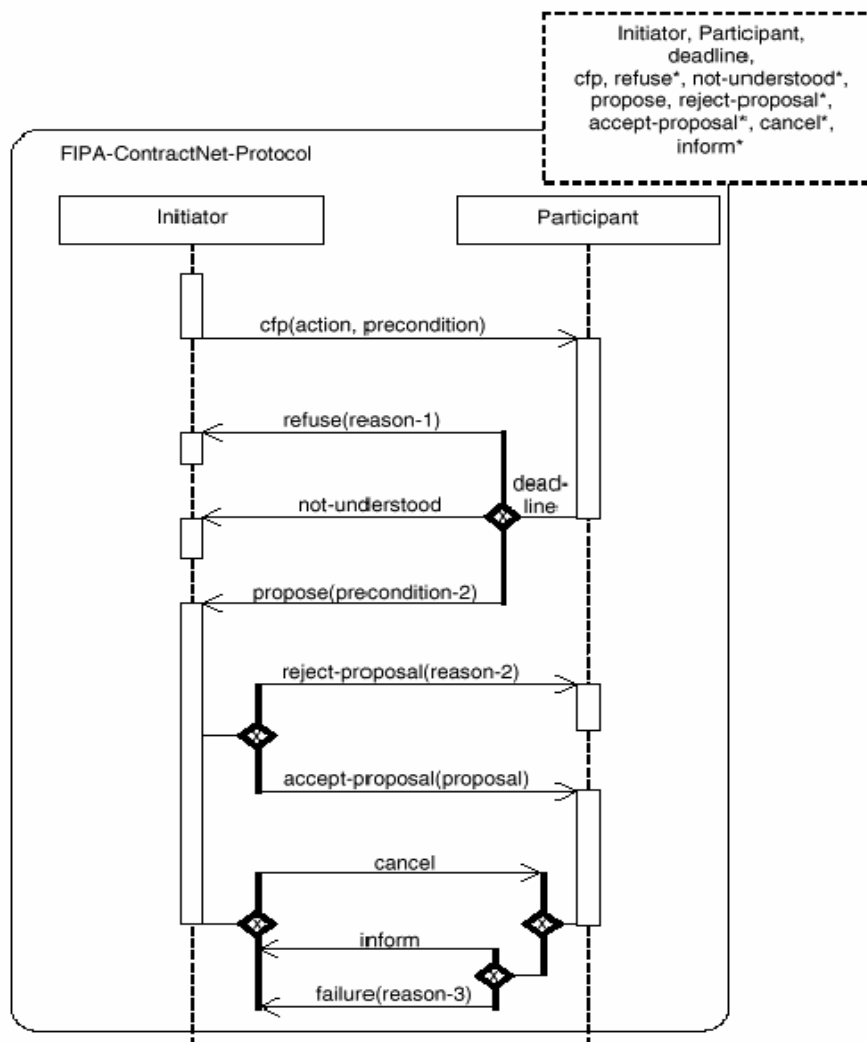 Initiator, Participant,
deadline,
cfp, refuse*, not-understood*,
propose, reject-proposal*,
accept-proposal*, cancel*,
inform*
FIPA-ContractNet-Protocol
Initiator
Participant
cfp(action, precondition)
refuse(reason-1)
dead-
line
not-understood
x
propose(precondition-2)
reject-proposal(reason-2)
x
accept-proposal(proposal)
cancel
x
x
inform
x
failure(reason-3)